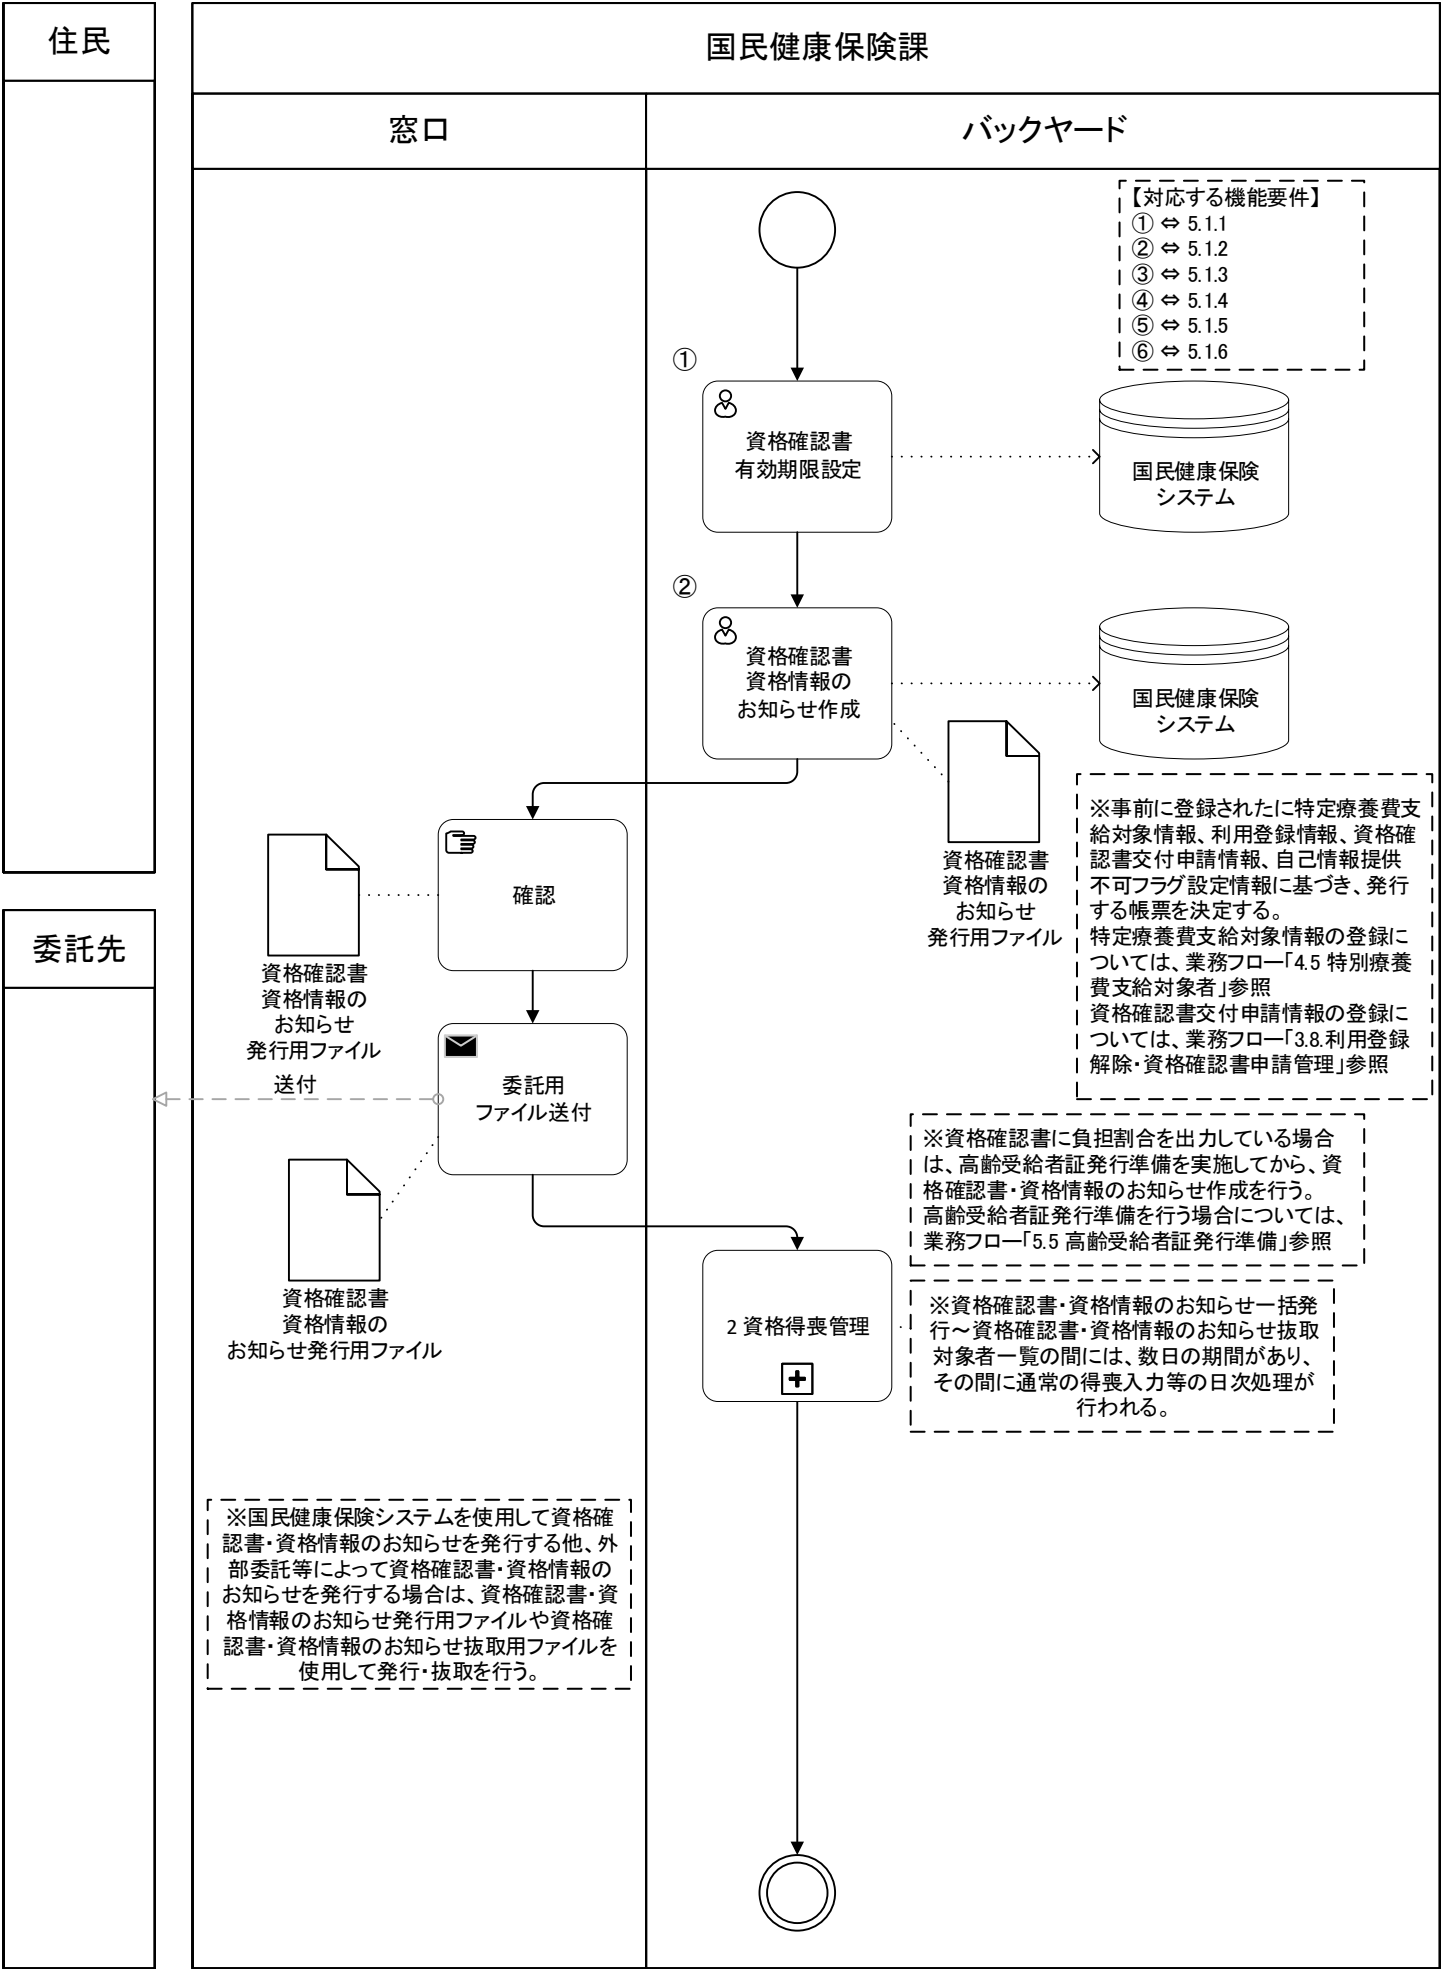 住民
国民健康保険課
窓口
バックヤード
【対応する機能要件】
① ⇔ 5.1.1
② ⇔ 5.1.2
③ ⇔ 5.1.3
④ ⇔ 5.1.4
⑤ ⇔ 5.1.5
⑥ ⇔ 5.1.6
①
資格確認書
有効期限設定
国民健康保険
システム
②
資格確認書
資格情報の
お知らせ作成
国民健康保険
システム
資格確認書
資格情報の
お知らせ
発行用ファイル
※事前に登録されたに特定療養費支
給対象情報、利用登録情報、資格確
認書交付申請情報、自己情報提供
不可フラグ設定情報に基づき、発行
する帳票を決定する。
特定療養費支給対象情報の登録に
ついては、業務フロー「4.5 特別療養
費支給対象者」参照
資格確認書交付申請情報の登録に
ついては、業務フロー「3.8.利用登録
解除・資格確認書申請管理」参照
確認
資格確認書
資格情報の
お知らせ
発行用ファイル
委託先
送付
委託用
ファイル送付
資格確認書
資格情報の
お知らせ発行用ファイル
※資格確認書に負担割合を出力している場合
は、高齢受給者証発行準備を実施してから、資
格確認書・資格情報のお知らせ作成を行う。
高齢受給者証発行準備を行う場合については、
業務フロー「5.5 高齢受給者証発行準備」参照
2 資格得喪管理
※資格確認書・資格情報のお知らせ一括発
行～資格確認書・資格情報のお知らせ抜取
対象者一覧の間には、数日の期間があり、
その間に通常の得喪入力等の日次処理が
行われる。
※国民健康保険システムを使用して資格確
認書・資格情報のお知らせを発行する他、外
部委託等によって資格確認書・資格情報の
お知らせを発行する場合は、資格確認書・資
格情報のお知らせ発行用ファイルや資格確
認書・資格情報のお知らせ抜取用ファイルを
使用して発行・抜取を行う。